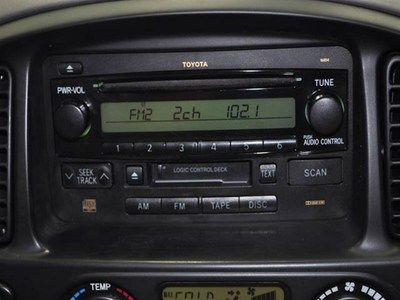 TOYOTA
PWR•VOL
TUNE
FM2 2ch 102.1
1 2 3 4 5 6
PUSH
AUDIO CONTROL
SEEK
TRACK
LOGIC CONTROL DECK
TEXT
SCAN
AM FM TAPE DISC
TEMP
COLD